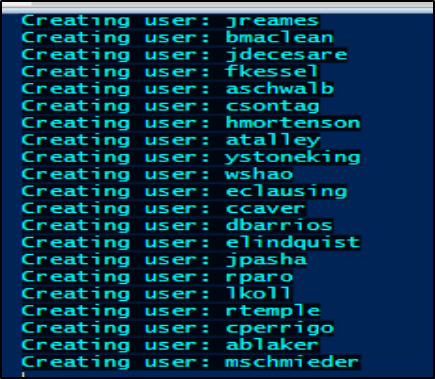 Creating user: jreames
Creating user: bmaclean
Creating user: jdecesare
Creating user: fkessel
Creating user: aschwalb
Creating user: csontag
Creating user: hmortenson
Creating user: atalley
Creating user: ystoneking
Creating user: wshao
Creating user: eclausing
Creating user: ccaver
Creating user: dbarrios
Creating user: elindquist
Creating user: jpasha
Creating user: rparo
Creating user: lkoll
Creating user: rtemple
Creating user: cperrigo
Creating user: ablaker
Creating user: mschmieder